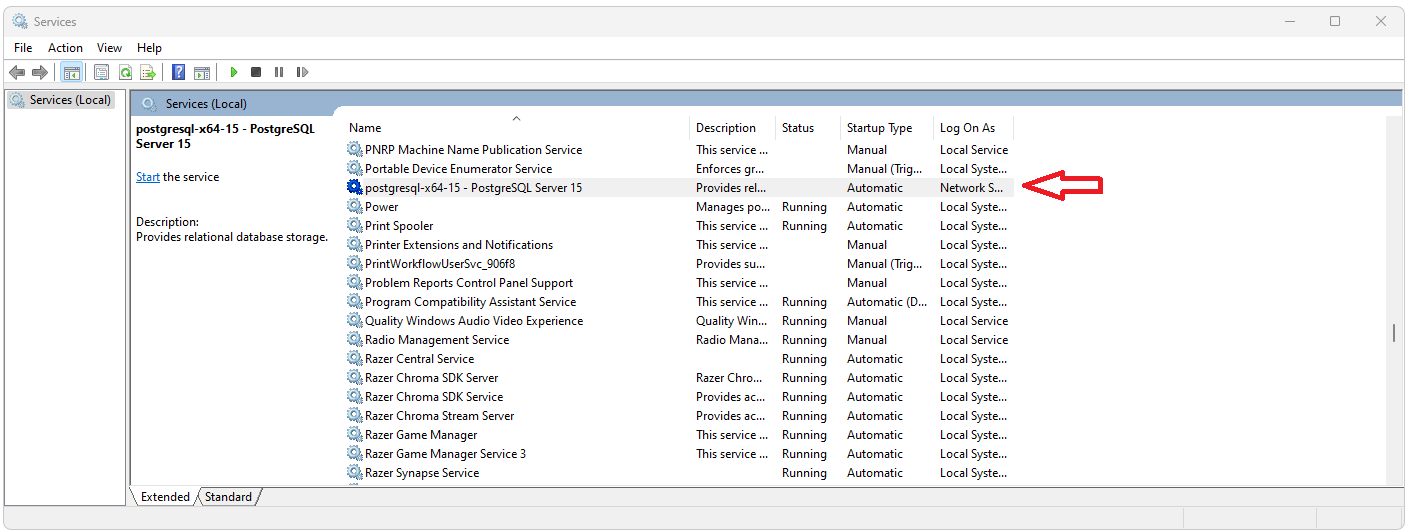 Services
File Action View Help
Services (Local)
Services (Local)
postgresql-x64-15 - PostgreSQL
Server 15
Start the service
Description:
Provides relational database storage.
Name Description Status Startup Type Log On As
PNRP Machine Name Publication Service This service ... Manual Local Service
Portable Device Enumerator Service Enforces gr... Manual (Trig... Local Syste...
postgresql-x64-15 - PostgreSQL Server 15 Provides rel... Automatic Network S...
Power Manages po... Running Automatic Local Syste...
Print Spooler This service ... Running Automatic Local Syste...
Printer Extensions and Notifications This service ... Manual Local Syste...
PrintWorkflowUserSvc_906f8 Provides su... Manual (Trig... Local Syste...
Problem Reports Control Panel Support This service ... Manual Local Syste...
Program Compatibility Assistant Service This service ... Running Automatic (D... Local Syste...
Quality Windows Audio Video Experience Quality Win... Running Manual Local Service
Radio Management Service Radio Mana... Running Manual Local Service
Razer Central Service Running Automatic Local Syste...
Razer Chroma SDK Server Razer Chro... Running Automatic Local Syste...
Razer Chroma SDK Service Provides ac... Running Automatic Local Syste...
Razer Chroma Stream Server Provides ac... Running Automatic Local Syste...
Razer Game Manager This service ... Running Automatic Local Syste...
Razer Game Manager Service 3 This service ... Running Automatic Local Syste...
Razer Synapse Service Running Automatic Local Syste...
Extended Standard